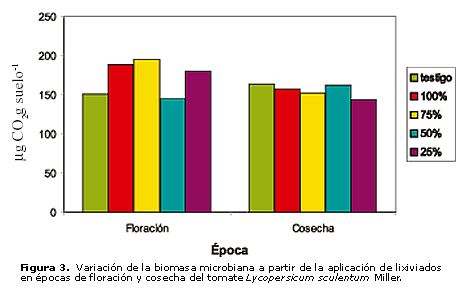 250
200
150
100
50
0
µg CO₂g suelo⁻¹
Floración
Cosecha
Época
testigo
100%
75%
50%
25%
Figura 3. Variación de la biomasa microbiana a partir de la aplicación de lixiviados
en épocas de floración y cosecha del tomate Lycopersicum sculentum Miller.